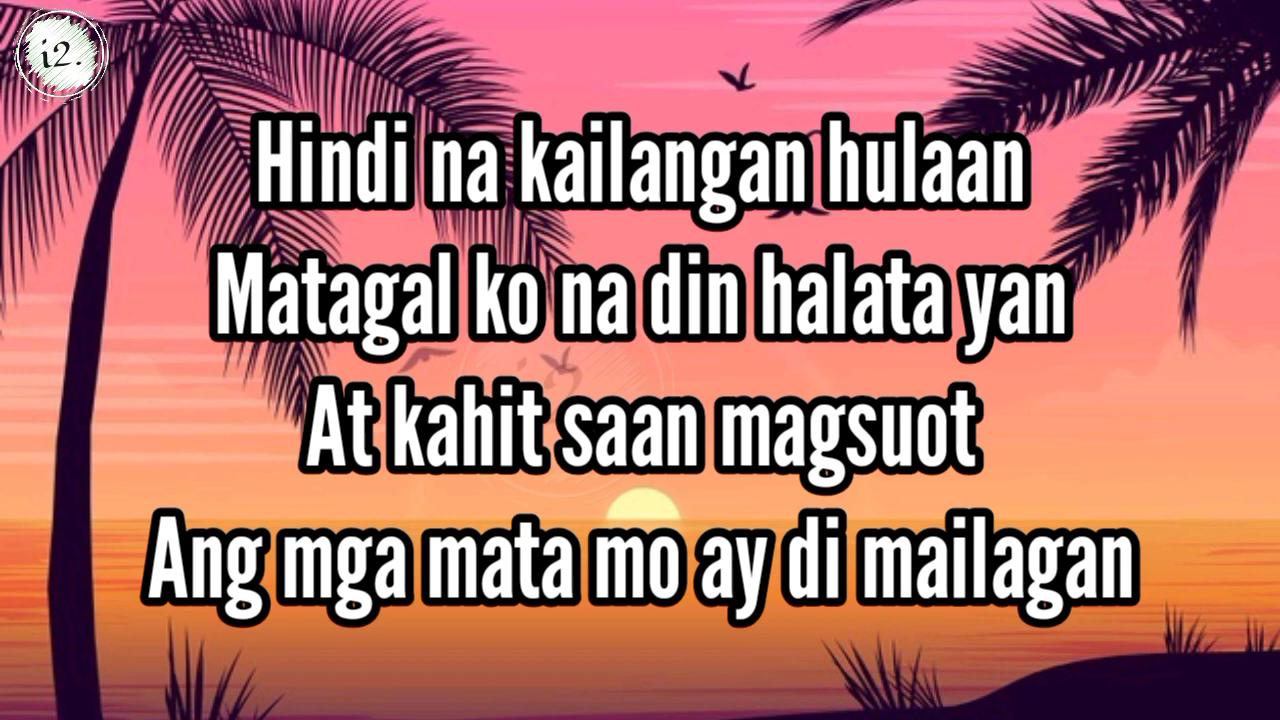 i2.
Hindi na kailangan hulaan
Matagal ko na din halata yan
At kahit saan magsuot
Ang mga mata mo ay di mailagan